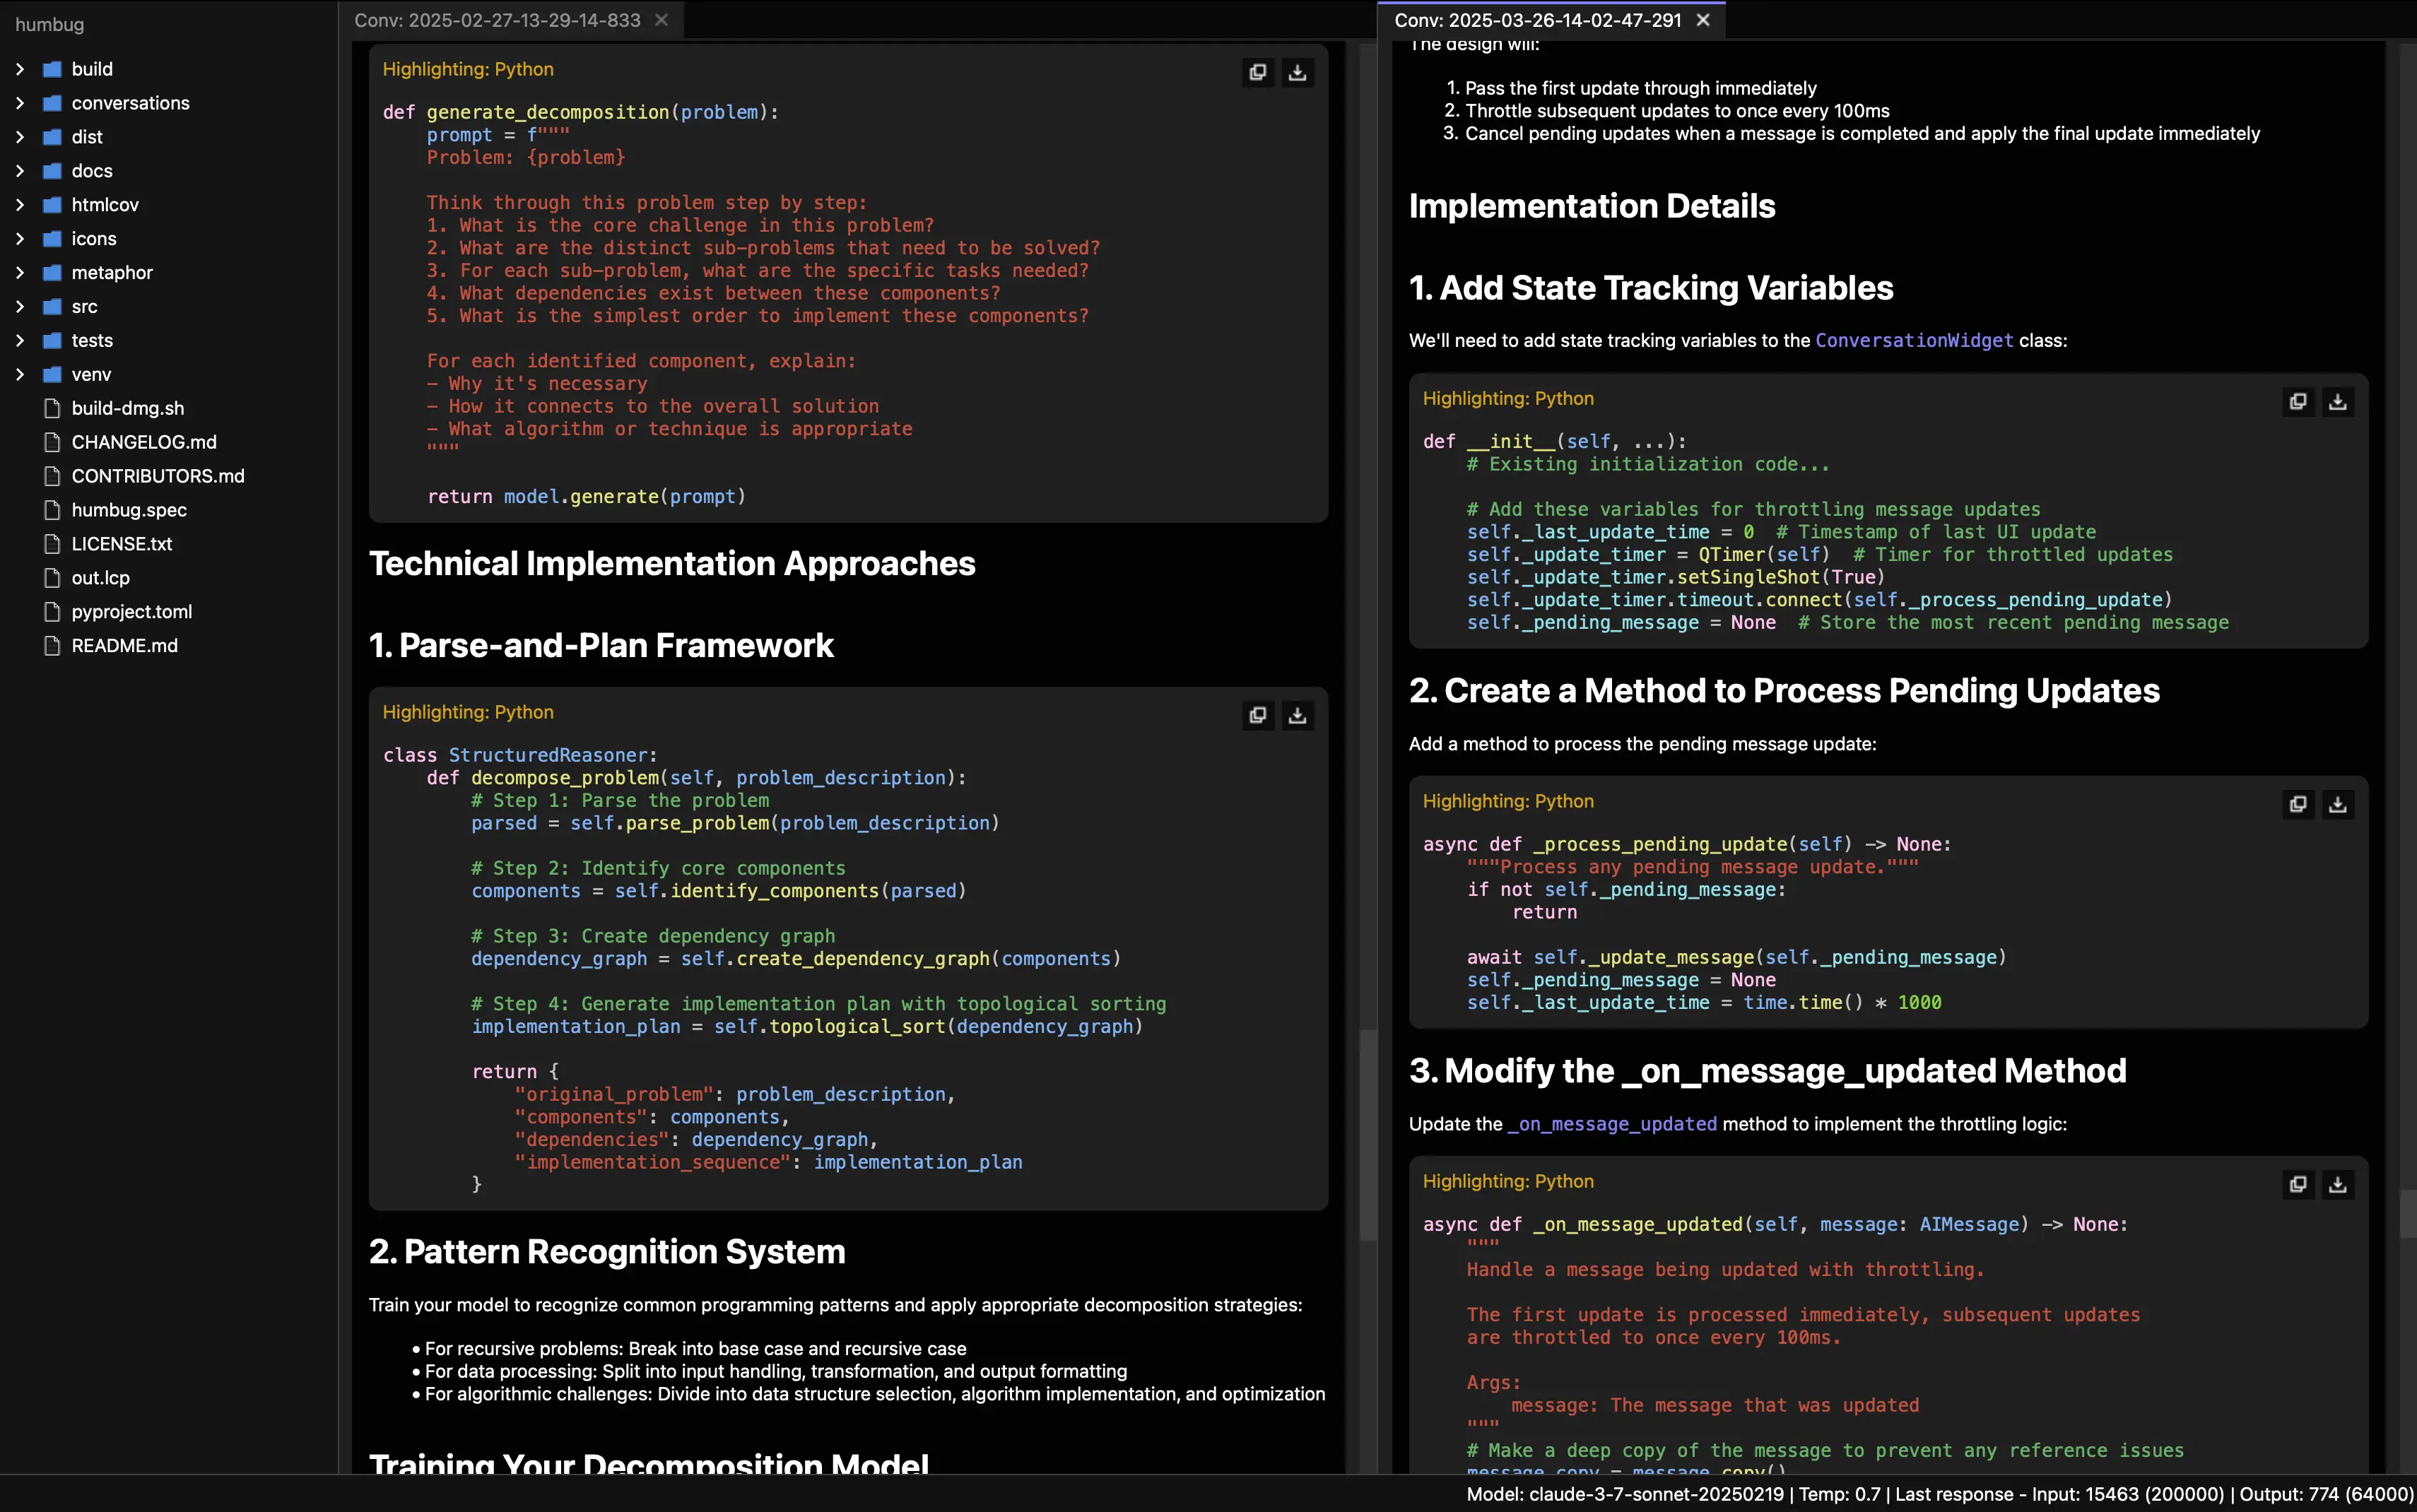 humbug
build
conversations
dist
docs
htmlcov
icons
metaphor
src
tests
venv
build-dmg.sh
CHANGELOG.md
CONTRIBUTORS.md
humbug.spec
LICENSE.txt
out.lcp
pyproject.toml
README.md
Conv: 2025-02-27-13-29-14-833
Highlighting: Python
def generate_decomposition(problem):
    prompt = f"""
    Problem: {problem}

    Think through this problem step by step:
    1. What is the core challenge in this problem?
    2. What are the distinct sub-problems that need to be solved?
    3. For each sub-problem, what are the specific tasks needed?
    4. What dependencies exist between these components?
    5. What is the simplest order to implement these components?

    For each identified component, explain:
    - Why it's necessary
    - How it connects to the overall solution
    - What algorithm or technique is appropriate
    """

    return model.generate(prompt)
Technical Implementation Approaches
1. Parse-and-Plan Framework
Highlighting: Python
class StructuredReasoner:
    def decompose_problem(self, problem_description):
        # Step 1: Parse the problem
        parsed = self.parse_problem(problem_description)

        # Step 2: Identify core components
        components = self.identify_components(parsed)

        # Step 3: Create dependency graph
        dependency_graph = self.create_dependency_graph(components)

        # Step 4: Generate implementation plan with topological sorting
        implementation_plan = self.topological_sort(dependency_graph)

        return {
            "original_problem": problem_description,
            "components": components,
            "dependencies": dependency_graph,
            "implementation_sequence": implementation_plan
        }
2. Pattern Recognition System
Train your model to recognize common programming patterns and apply appropriate decomposition strategies:
• For recursive problems: Break into base case and recursive case
• For data processing: Split into input handling, transformation, and output formatting
• For algorithmic challenges: Divide into data structure selection, algorithm implementation, and optimization
Training Your Decomposition Model
Conv: 2025-03-26-14-02-47-291
The design will:
1. Pass the first update through immediately
2. Throttle subsequent updates to once every 100ms
3. Cancel pending updates when a message is completed and apply the final update immediately
Implementation Details
1. Add State Tracking Variables
We'll need to add state tracking variables to the ConversationWidget class:
Highlighting: Python
def __init__(self, ...):
    # Existing initialization code...

    # Add these variables for throttling message updates
    self._last_update_time = 0  # Timestamp of last UI update
    self._update_timer = QTimer(self)  # Timer for throttled updates
    self._update_timer.setSingleShot(True)
    self._update_timer.timeout.connect(self._process_pending_update)
    self._pending_message = None  # Store the most recent pending message
2. Create a Method to Process Pending Updates
Add a method to process the pending message update:
Highlighting: Python
async def _process_pending_update(self) -> None:
    """Process any pending message update."""
    if not self._pending_message:
        return

    await self._update_message(self._pending_message)
    self._pending_message = None
    self._last_update_time = time.time() * 1000
3. Modify the _on_message_updated Method
Update the _on_message_updated method to implement the throttling logic:
Highlighting: Python
async def _on_message_updated(self, message: AIMessage) -> None:
    """
    Handle a message being updated with throttling.

    The first update is processed immediately, subsequent updates
    are throttled to once every 100ms.

    Args:
        message: The message that was updated
    """
    # Make a deep copy of the message to prevent any reference issues
    message_copy = message.copy()
Model: claude-3-7-sonnet-20250219 | Temp: 0.7 | Last response - Input: 15463 (200000) | Output: 774 (64000)